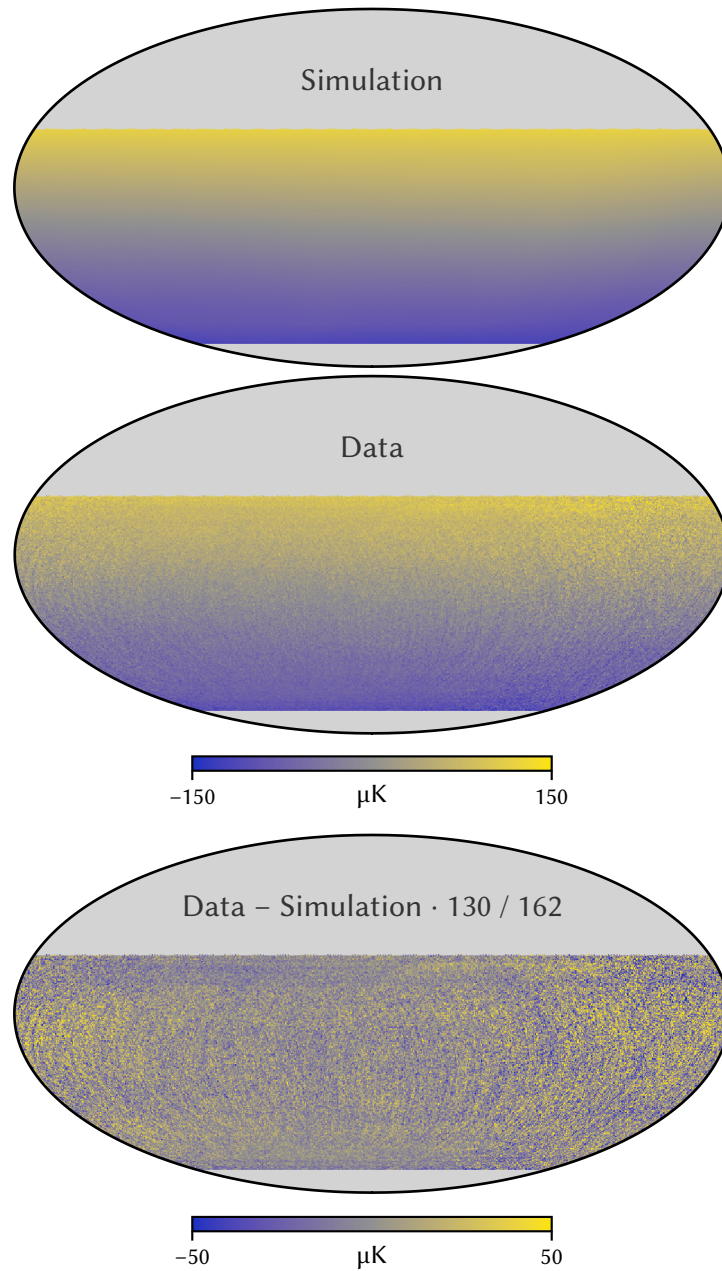 Simulation
Data
−150 µK 150
Data – Simulation · 130 / 162
−50 µK 50